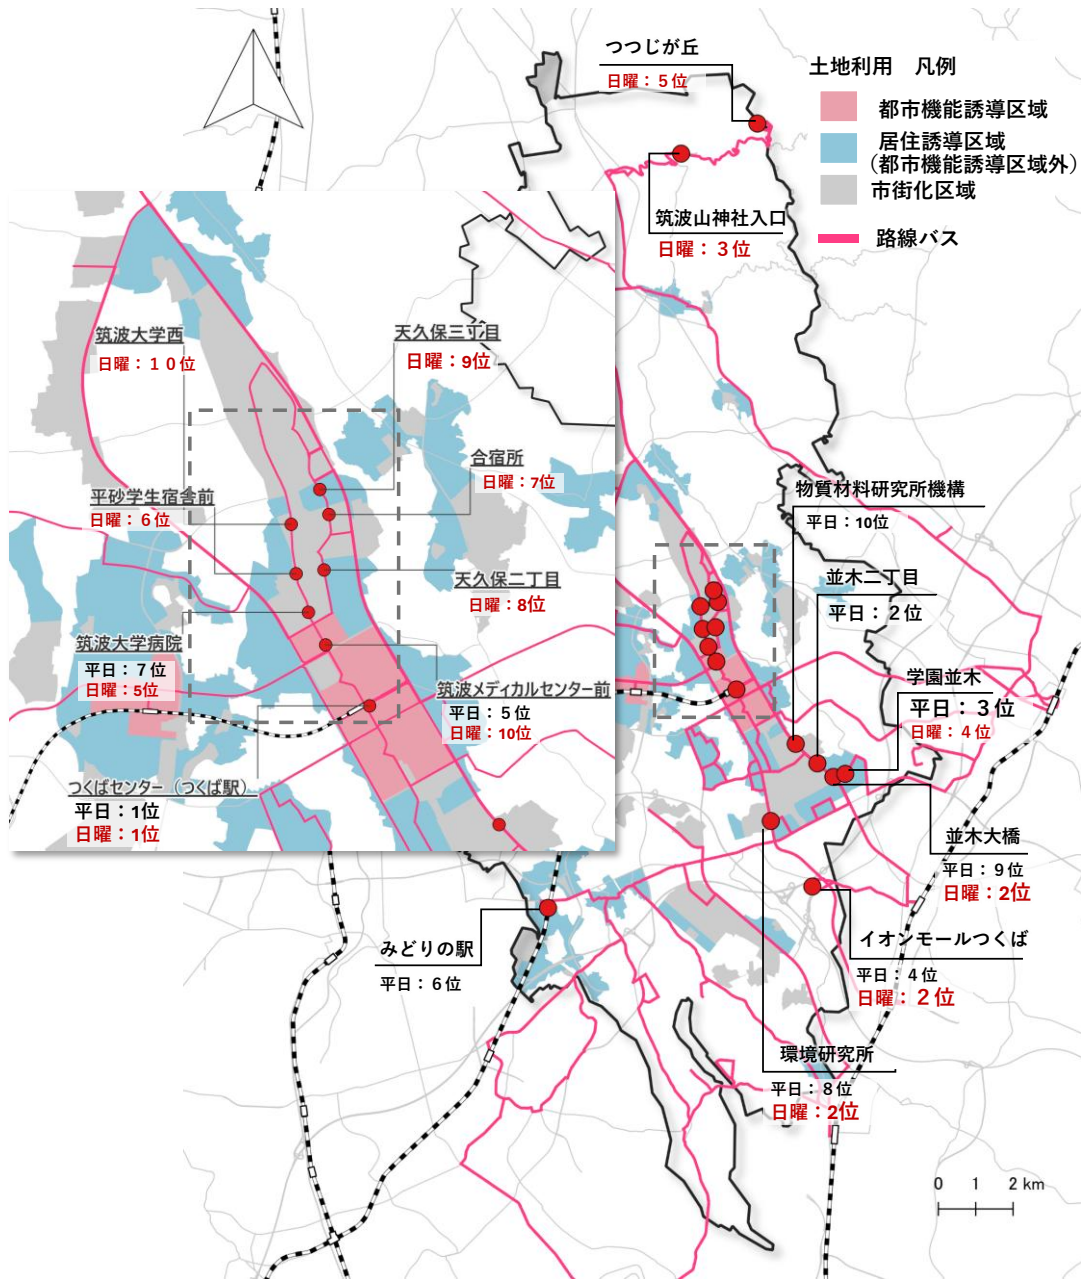 つつじが丘
日曜：５位
土地利用　凡例
都市機能誘導区域
居住誘導区域
（都市機能誘導区域外）
市街化区域
路線バス
筑波山神社入口
日曜：３位
筑波大学西
日曜：１０位
天久保三丁目
日曜：9位
合宿所
日曜：7位
平砂学生宿舎前
日曜：６位
天久保二丁目
日曜：8位
筑波大学病院
平日：７位
日曜：5位
筑波メディカルセンター前
平日：５位
日曜：10位
つくばセンター（つくば駅）
平日：1位
日曜：1位
物質材料研究所機構
平日：10位
並木二丁目
平日：２位
学園並木
平日：３位
日曜：４位
並木大橋
平日：９位
日曜：2位
みどりの駅
平日：６位
イオンモールつくば
平日：４位
日曜：２位
環境研究所
平日：８位
日曜：2位
0 1 2 km